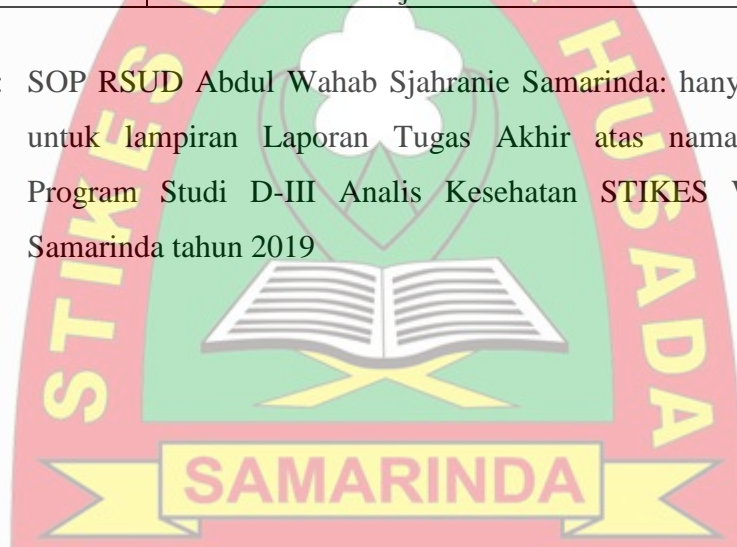 : SOP RSUD Abdul Wahab Sjahranie Samarinda: hany
untuk lampiran Laporan Tugas Akhir atas nama
Program Studi D-III Analis Kesehatan STIKES
Samarinda tahun 2019
STIKES
HUSADA
SAMARINDA